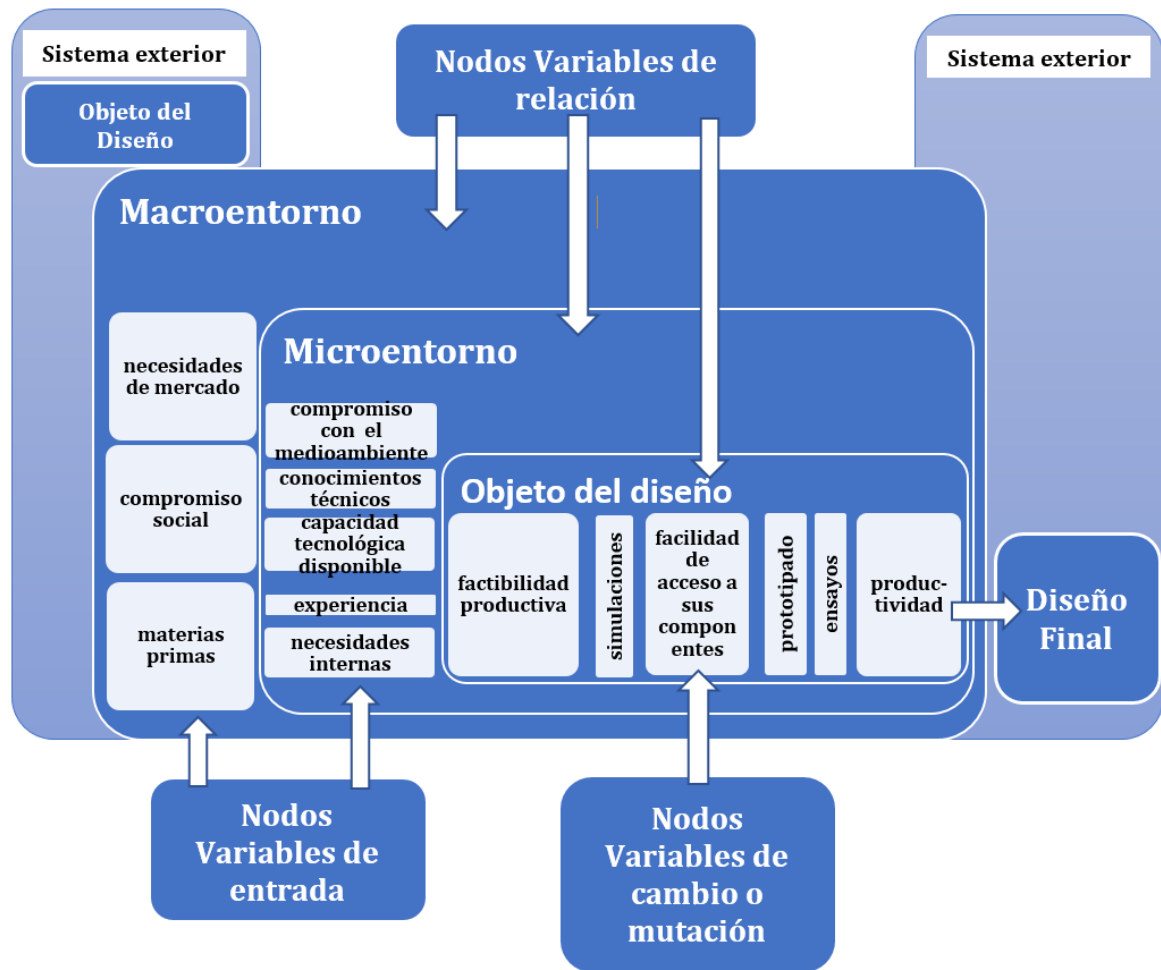 Sistema exterior
Objeto del
Diseño
Nodos Variables de
relación
Sistema exterior
Macroentorno
necesidades
de mercado
compromiso
social
materias
primas
Microentorno
compromiso
con el
medioambiente
conocimientos
técnicos
capacidad
tecnológica
disponible
experiencia
necesidades
internas
Objeto del diseño
factibilidad
productiva
simulaciones
facilidad
de
acceso a
sus
compon
entes
prototipado
ensayos
produc-
tividad
Diseño
Final
Nodos
Variables de
entrada
Nodos
Variables de
cambio o
mutación